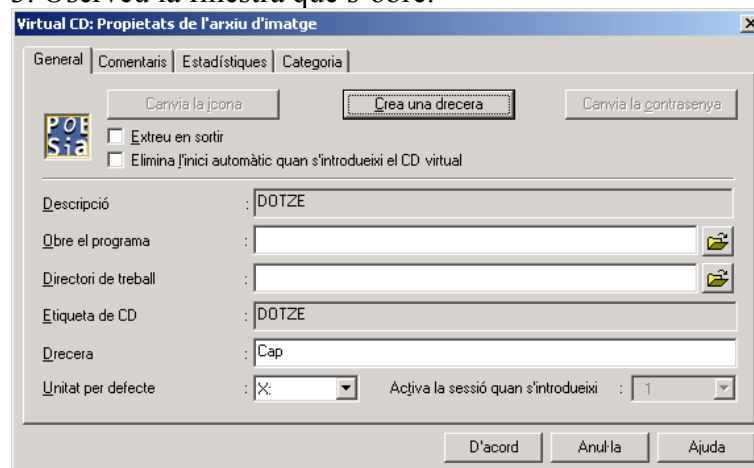 3. Oserveu la finestra que s'obre:
Virtual CD: Propietats de l'arxiu d'imatge
General Comentaris Estadístiques Categoria
Canvia la icona Crea una drecera Canvia la contrasenya
POESia
Extreu en sortir
Elimina l'inici automàtic quan s'introdueixi el CD virtual
Descripció : DOTZE
Obre el programa :
Directori de treball :
Etiqueta de CD : DOTZE
Drecera : Cap
Unitat per defecte : X: Activa la sessió quan s'introdueixi : 1
D'acord Anul·la Ajuda